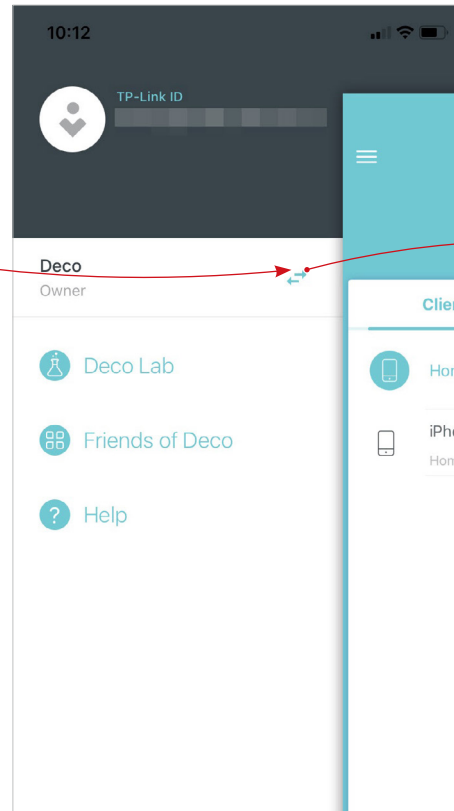 10:12
TP-Link ID
Deco
Owner
Deco Lab
Friends of Deco
? Help